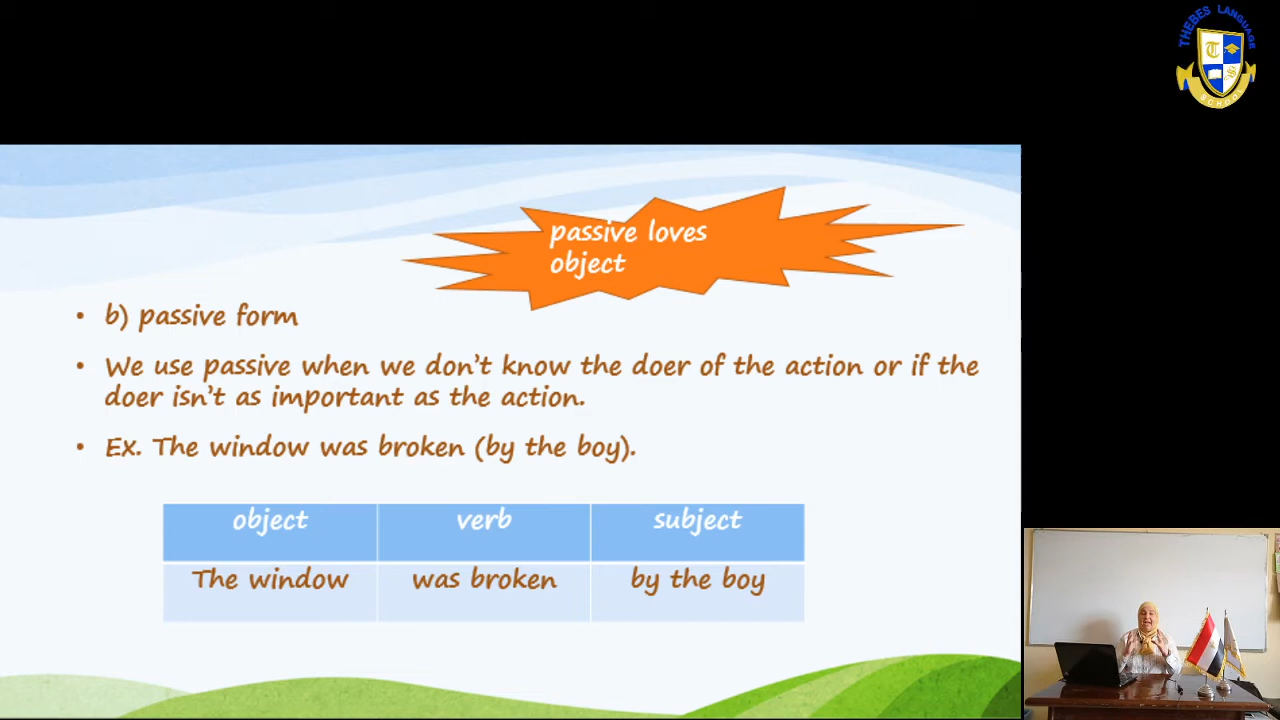 THEBES LANGUAGE
SCHOOL
passive loves
object
• b) passive form
• We use passive when we don't know the doer of the action or if the
doer isn't as important as the action.
• Ex. The window was broken (by the boy).
object verb subject
The window was broken by the boy